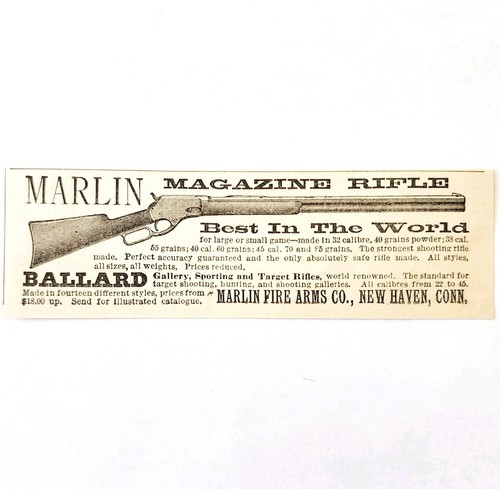 MARLIN MAGAZINE RIFLE
Best In The World
for large or small game—made in 32 calibre, 40 grains powder; 38 cal.
55 grains; 40 cal. 60 grains; 45 cal. 70 and 85 grains. The strongest shooting rifle
made. Perfect accuracy guaranteed and the only absolutely safe rifle made. All styles,
all sizes, all weights. Prices reduced.
BALLARD Gallery, Sporting and Target Rifles, world renowned. The standard for
target shooting, hunting, and shooting galleries. All calibres from 22 to 45.
Made in fourteen different styles, prices from
$18.00 up. Send for illustrated catalogue.
MARLIN FIRE ARMS CO., NEW HAVEN, CONN.